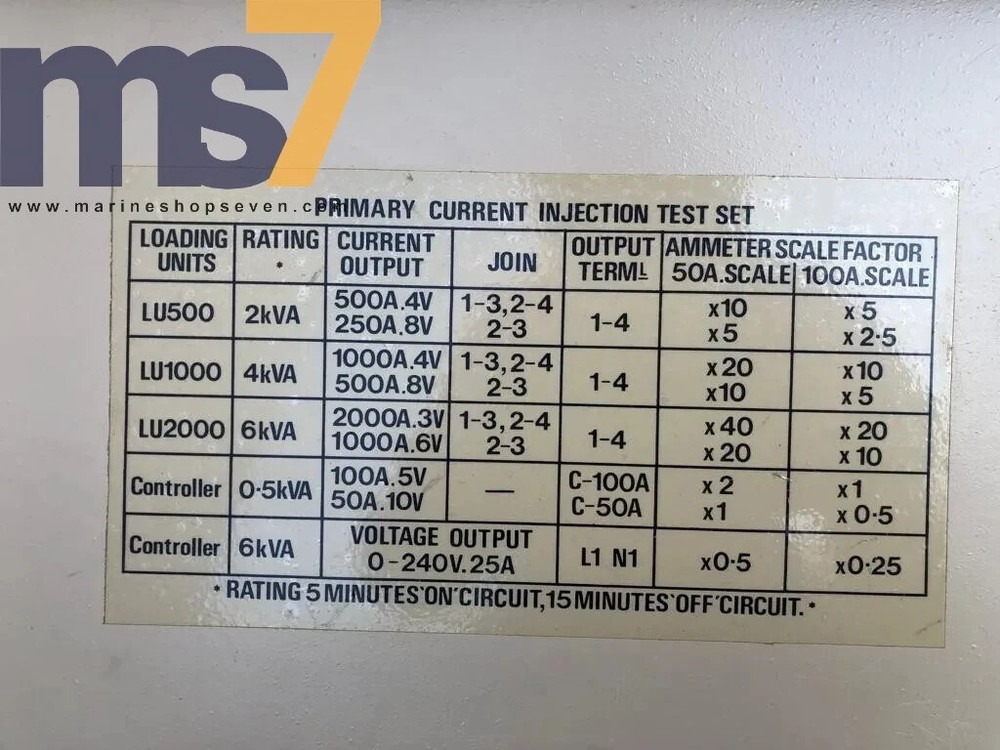 ms7
www.marineshopseven.com
PRIMARY CURRENT INJECTION TEST SET
LOADING UNITS RATING • CURRENT OUTPUT JOIN OUTPUT TERML AMMETER SCALE FACTOR
50A.SCALE 100A.SCALE
LU500 2kVA 500A.4V 1-3,2-4 1-4 x10 x5
250A.8V 2-3 x5 x2·5
LU1000 4kVA 1000A.4V 1-3,2-4 1-4 x20 x10
500A.8V 2-3 x10 x5
LU2000 6kVA 2000A.3V 1-3,2-4 1-4 x40 x20
1000A.6V 2-3 x20 x10
Controller 0·5kVA 100A.5V — C-100A x2 x1
50A.10V C-50A x1 x0·5
Controller 6kVA VOLTAGE OUTPUT L1 N1 x0·5 x0·25
0-240V.25A
• RATING 5 MINUTES 'ON' CIRCUIT, 15 MINUTES 'OFF' CIRCUIT. •